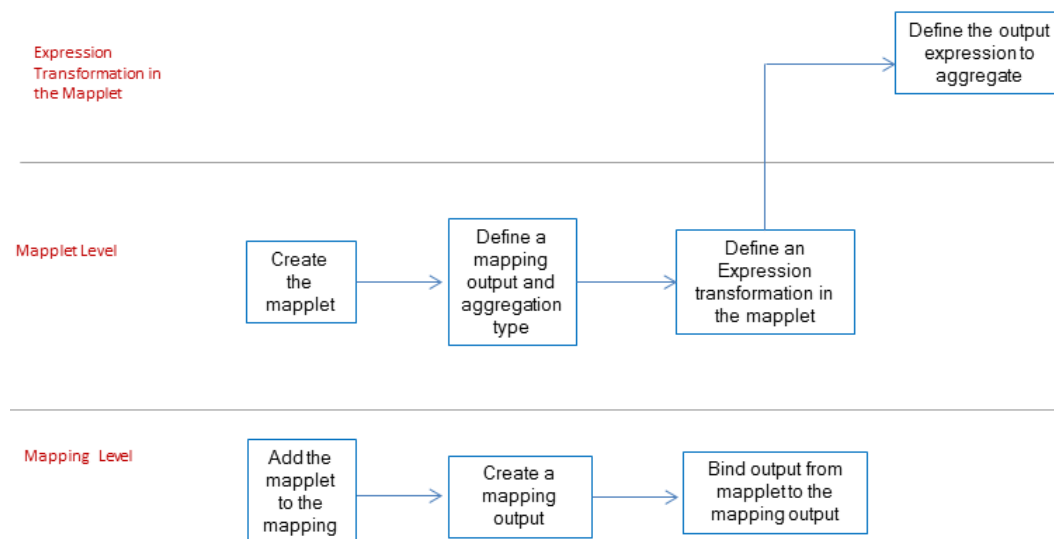 Expression
Transformation in
the Mapplet
Define the output
expression to
aggregate
Mapplet Level
Create
the
mapplet
Define a
mapping
output and
aggregation
type
Define an
Expression
transformation in
the mapplet
Mapping Level
Add the
mapplet
to the
mapping
Create a
mapping
output
Bind output from
mapplet to the
mapping output